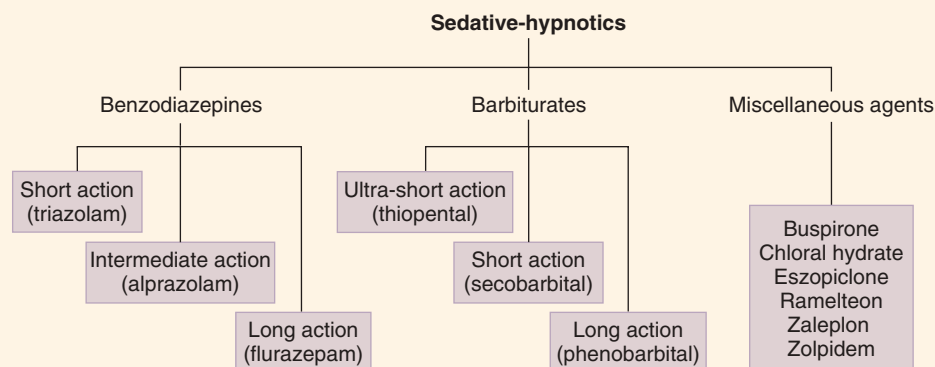 Sedative-hypnotics
Benzodiazepines
Barbiturates
Miscellaneous agents
Short action
(triazolam)
Intermediate action
(alprazolam)
Long action
(flurazepam)
Ultra-short action
(thiopental)
Short action
(secobarbital)
Long action
(phenobarbital)
Buspirone
Chloral hydrate
Eszopiclone
Ramelteon
Zaleplon
Zolpidem